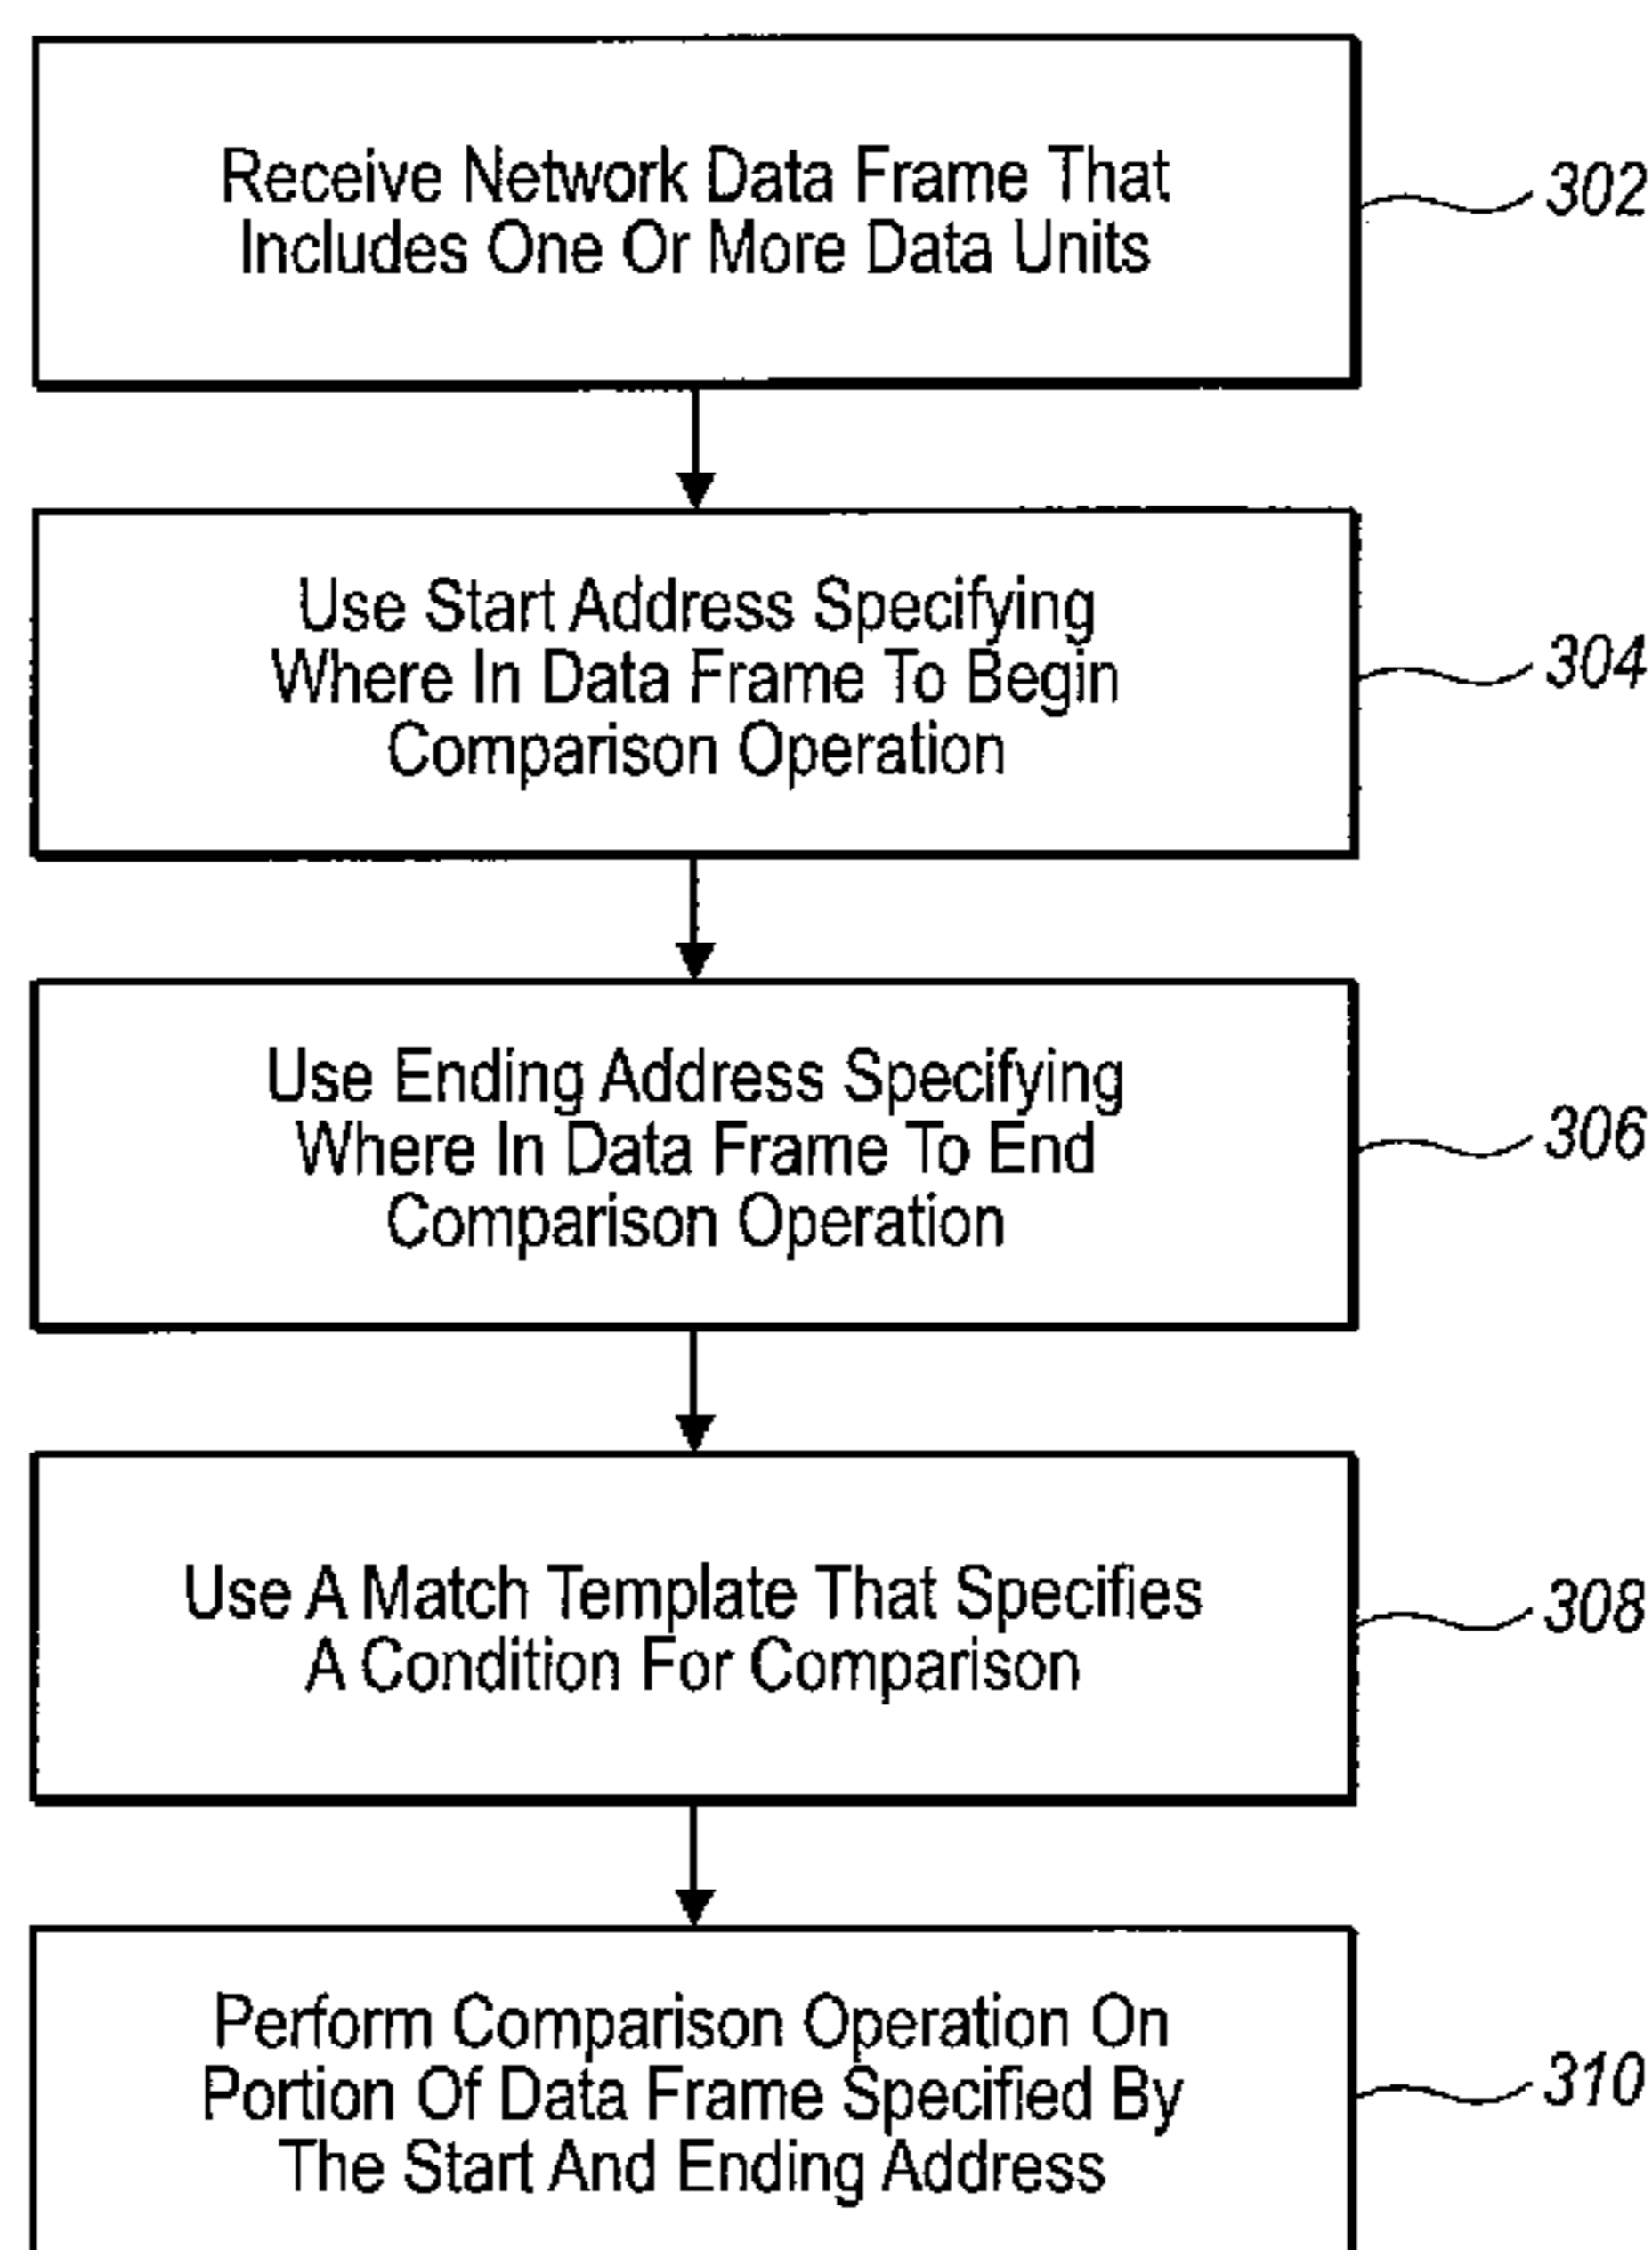 Receive Network Data Frame That
Includes One Or More Data Units
302
Use Start Address Specifying
Where In Data Frame To Begin
Comparison Operation
304
Use Ending Address Specifying
Where In Data Frame To End
Comparison Operation
306
Use A Match Template That Specifies
A Condition For Comparison
308
Perform Comparison Operation On
Portion Of Data Frame Specified By
The Start And Ending Address
310